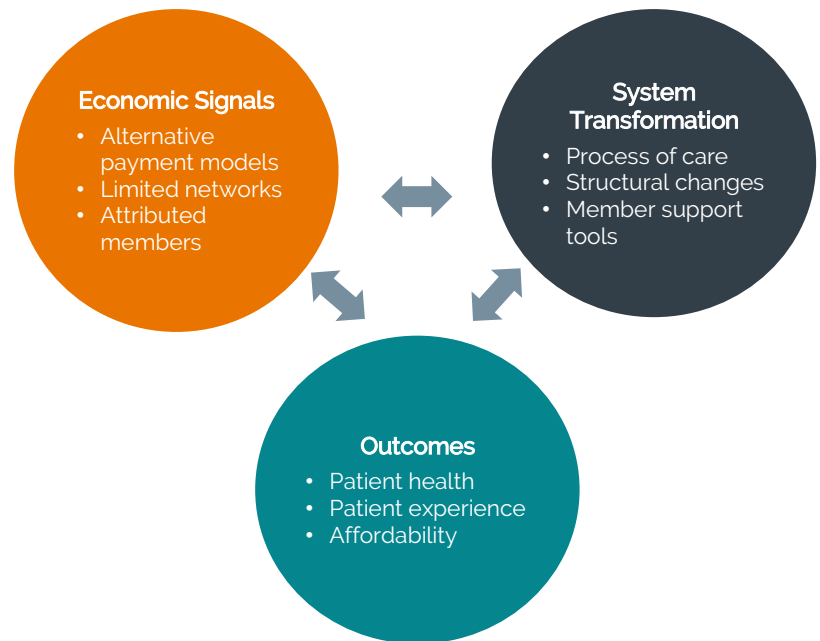 Economic Signals
• Alternative
payment models
• Limited networks
• Attributed
members
System
Transformation
• Process of care
• Structural changes
• Member support
tools
Outcomes
• Patient health
• Patient experience
• Affordability